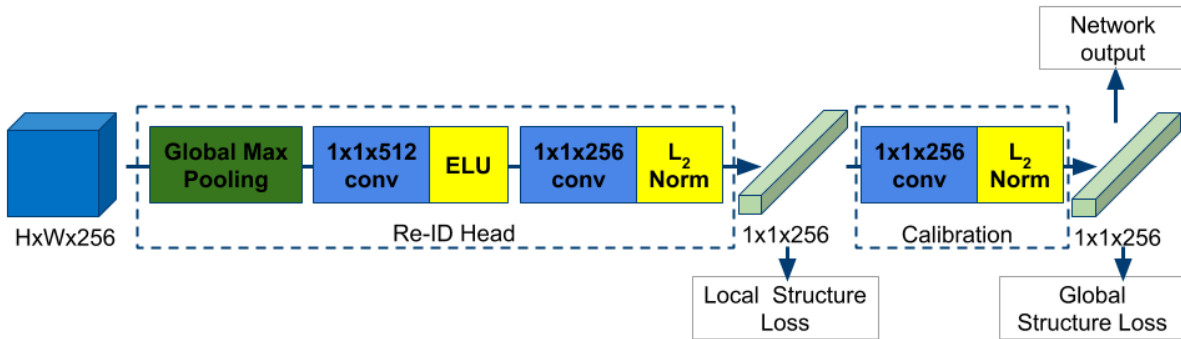 Network
output
Global Max
Pooling
1x1x512
conv
ELU
1x1x256
conv
L2
Norm
1x1x256
conv
L2
Norm
HxWx256
Re-ID Head
1x1x256
Calibration
1x1x256
Local Structure
Loss
Global
Structure Loss